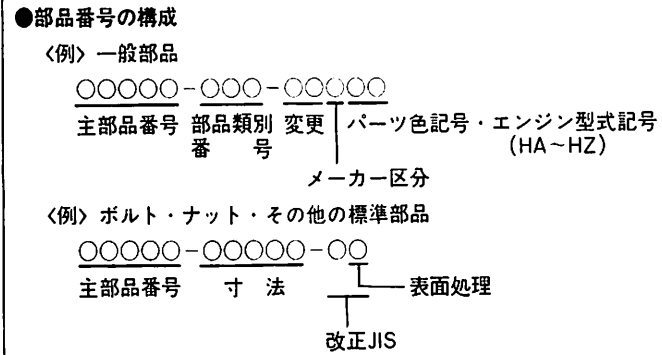 ●部品番号の構成
〈例〉一般部品
○○○○○-○○○-○○○○○
主部品番号 部品類別番号 変更 パーツ色記号・エンジン型式記号
(HA~HZ)
メーカー区分
〈例〉ボルト・ナット・その他の標準部品
○○○○○-○○○○○-○○
主部品番号 寸法 表面処理
改正JIS